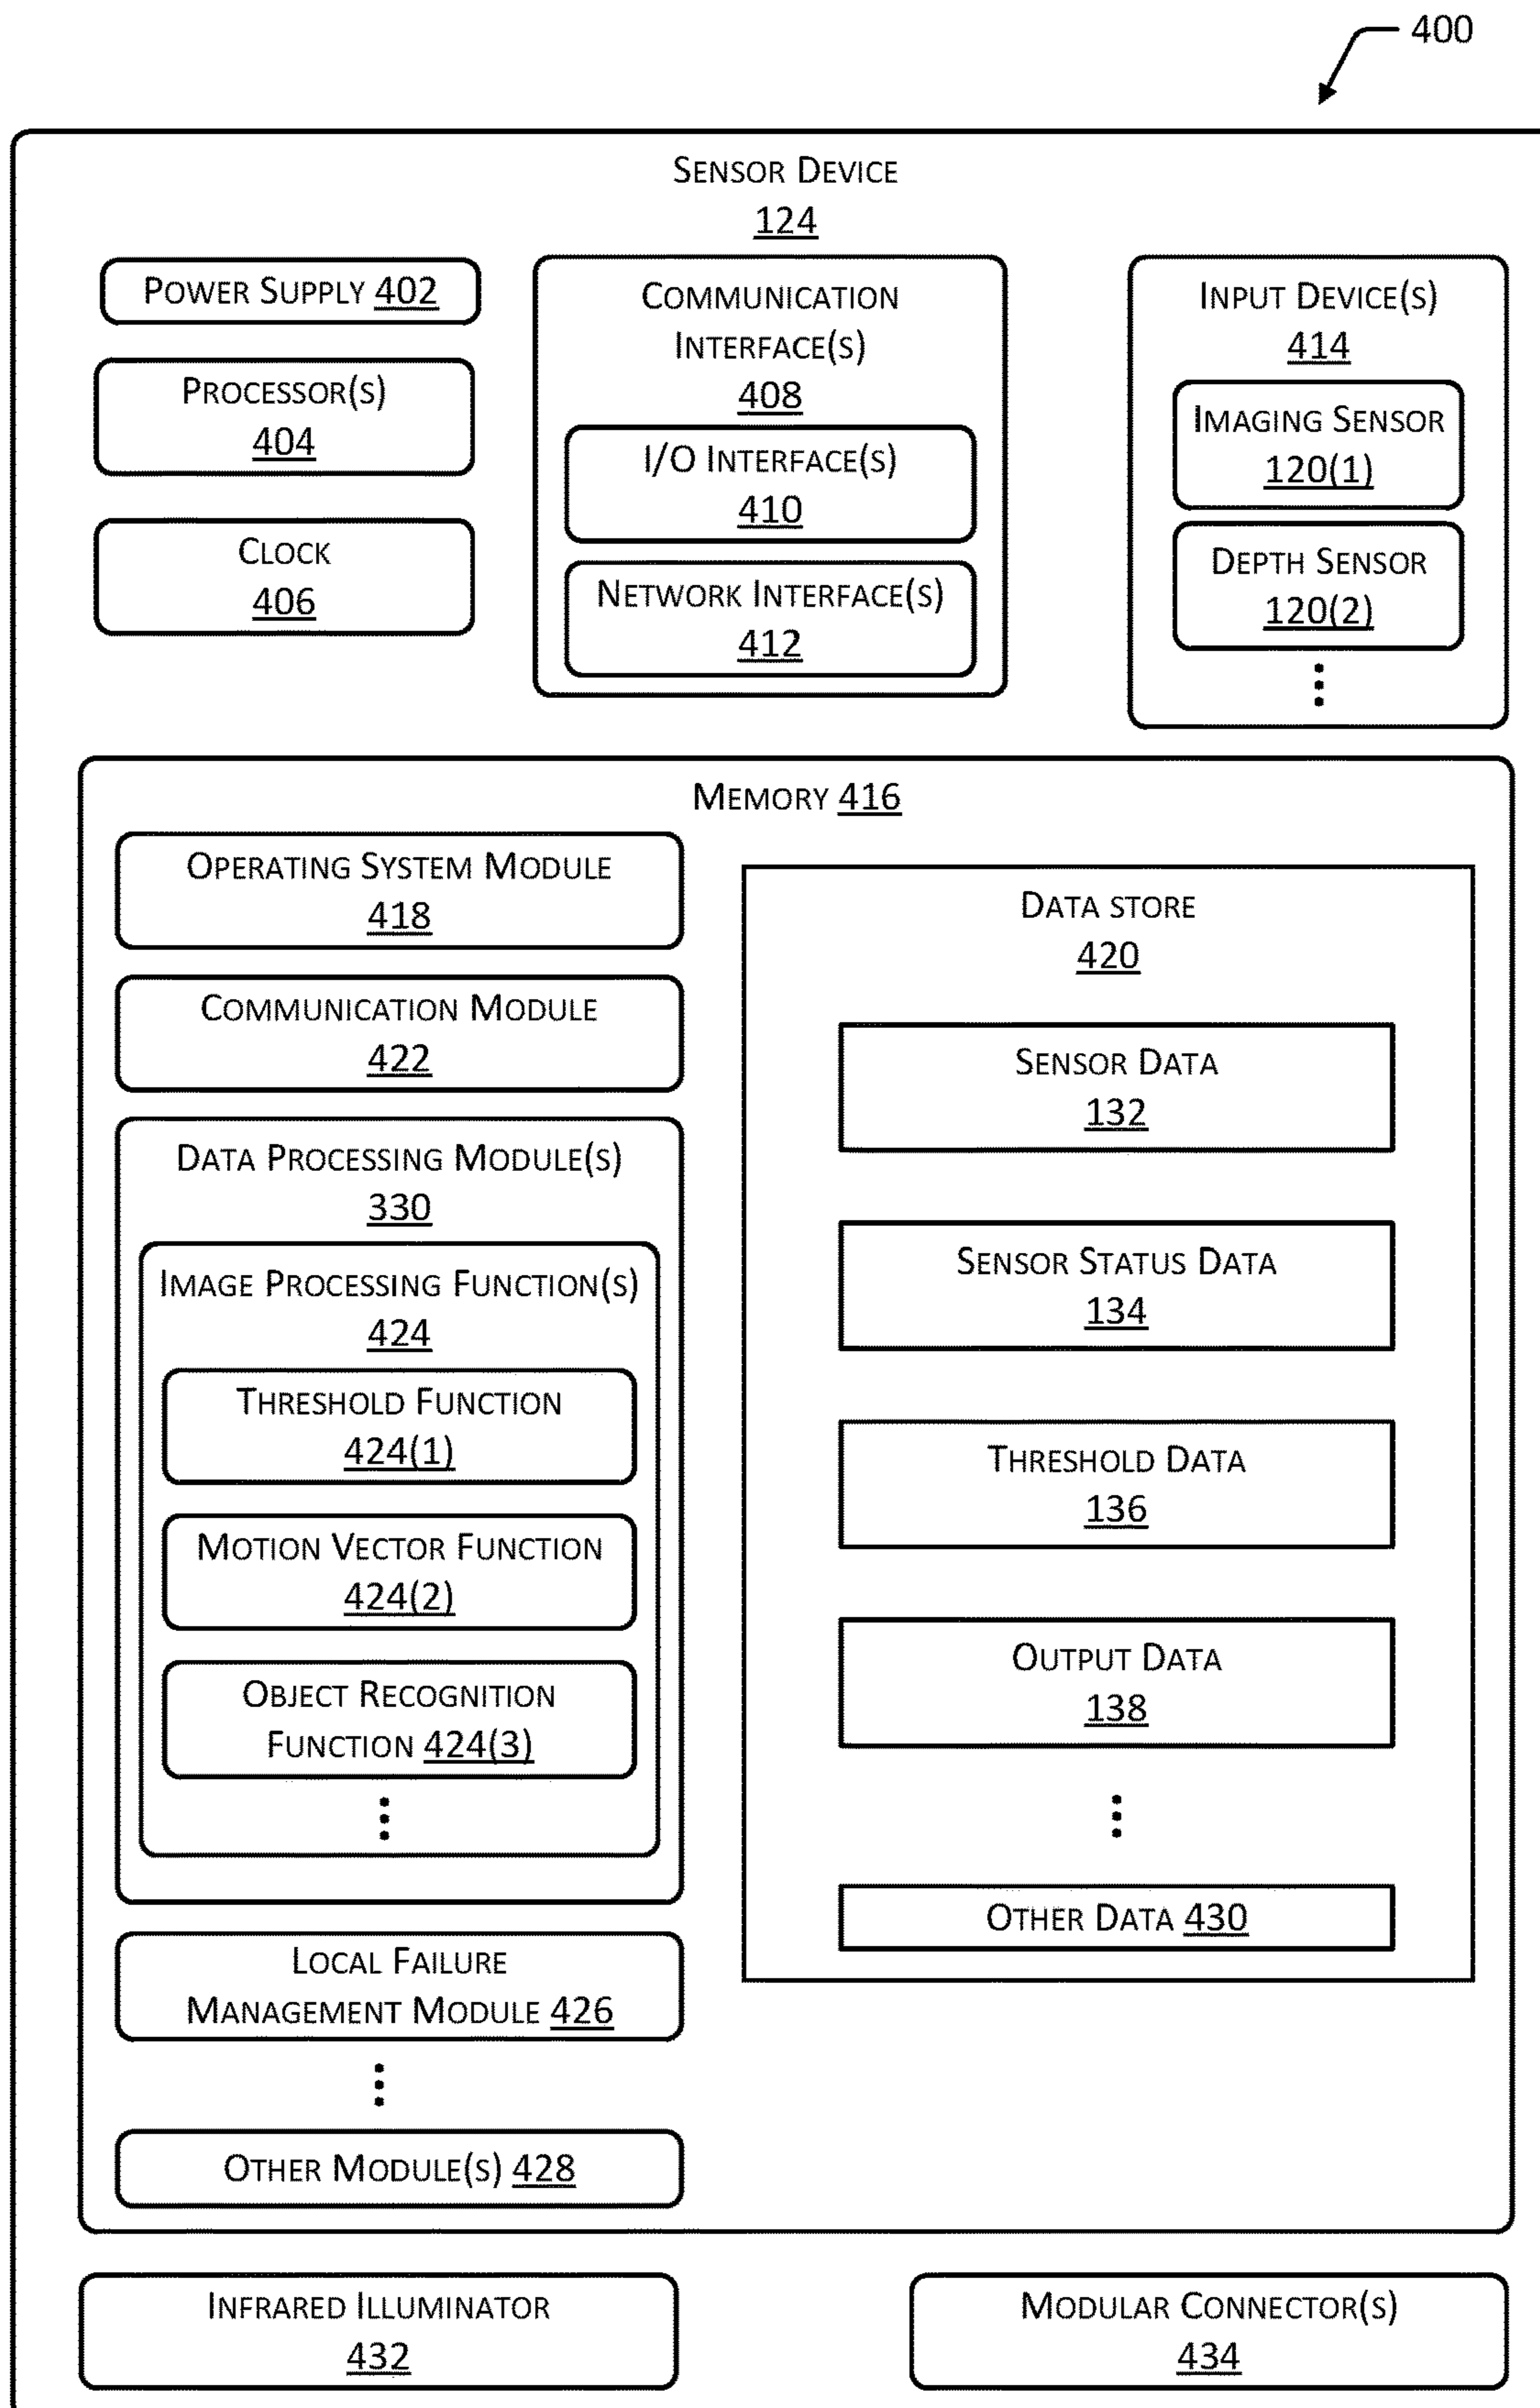 400
Sensor Device
124
Power Supply 402
Processor(s)
404
Clock
406
Communication
Interface(s)
408
I/O Interface(s)
410
Network Interface(s)
412
Input Device(s)
414
Imaging Sensor
120(1)
Depth Sensor
120(2)
Memory 416
Operating System Module
418
Communication Module
422
Data Processing Module(s)
330
Image Processing Function(s)
424
Threshold Function
424(1)
Motion Vector Function
424(2)
Object Recognition
Function 424(3)
Local Failure
Management Module 426
Other Module(s) 428
Data store
420
Sensor Data
132
Sensor Status Data
134
Threshold Data
136
Output Data
138
Other Data 430
Infrared Illuminator
432
Modular Connector(s)
434